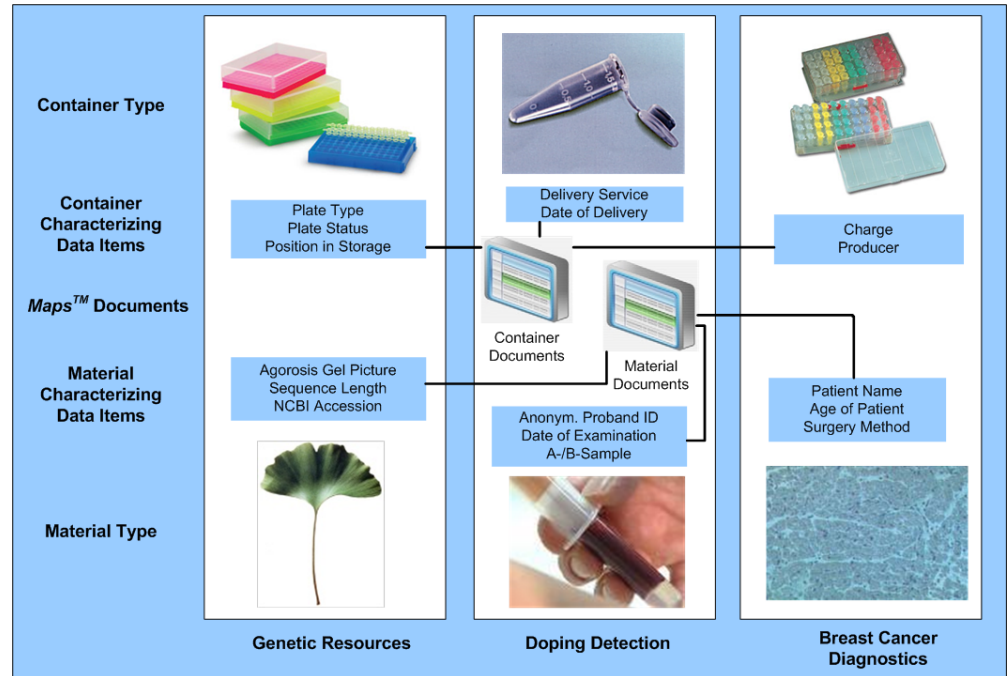 Container Type
Container
Characterizing
Data Items
Plate Type
Plate Status
Position in Storage
Delivery Service
Date of Delivery
Charge
Producer
Maps™ Documents
Container
Documents
Material
Documents
Material
Characterizing
Data Items
Agorosis Gel Picture
Sequence Length
NCBI Accession
Anonym. Proband ID
Date of Examination
A-/B-Sample
Patient Name
Age of Patient
Surgery Method
Material Type
Genetic Resources
Doping Detection
Breast Cancer
Diagnostics